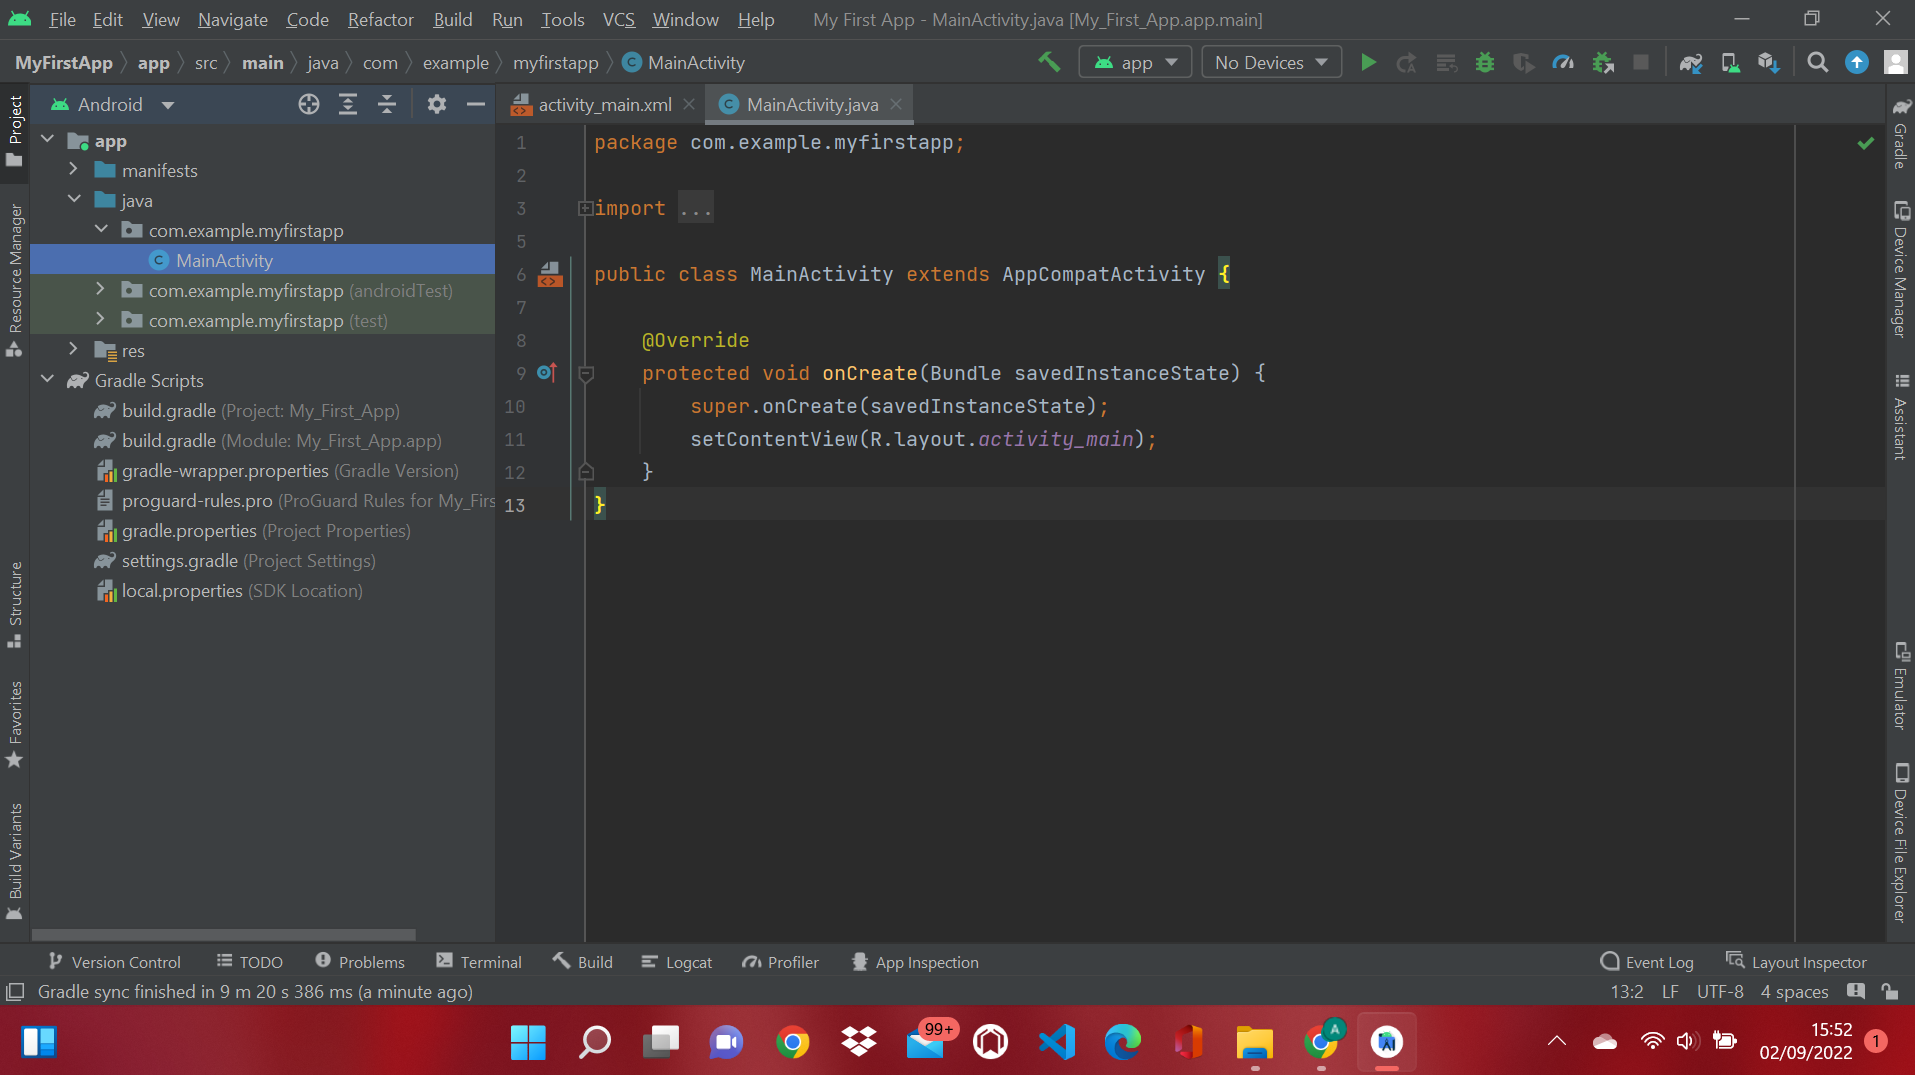 File Edit View Navigate Code Refactor Build Run Tools VCS Window Help My First App - MainActivity.java [My_First_App.app.main]
MyFirstApp app src main java com example myfirstapp C MainActivity app No Devices
Android
activity_main.xml
C MainActivity.java
Project
Resource Manager
Structure
Favorites
Build Variants
app
manifests
java
com.example.myfirstapp
C MainActivity
com.example.myfirstapp (androidTest)
com.example.myfirstapp (test)
res
Gradle Scripts
build.gradle (Project: My_First_App)
build.gradle (Module: My_First_App.app)
gradle-wrapper.properties (Gradle Version)
proguard-rules.pro (ProGuard Rules for My_Firs
gradle.properties (Project Properties)
settings.gradle (Project Settings)
local.properties (SDK Location)
1 package com.example.myfirstapp;
2
3 import ...
5
6 public class MainActivity extends AppCompatActivity {
7
8 @Override
9 protected void onCreate(Bundle savedInstanceState) {
10 super.onCreate(savedInstanceState);
11 setContentView(R.layout.activity_main);
12 }
13 }
Gradle
Device Manager
Assistant
Emulator
Device File Explorer
Version Control TODO Problems Terminal Build Logcat Profiler App Inspection Event Log Layout Inspector
Gradle sync finished in 9 m 20 s 386 ms (a minute ago) 13:2 LF UTF-8 4 spaces
99+
A
15:52
02/09/2022
1